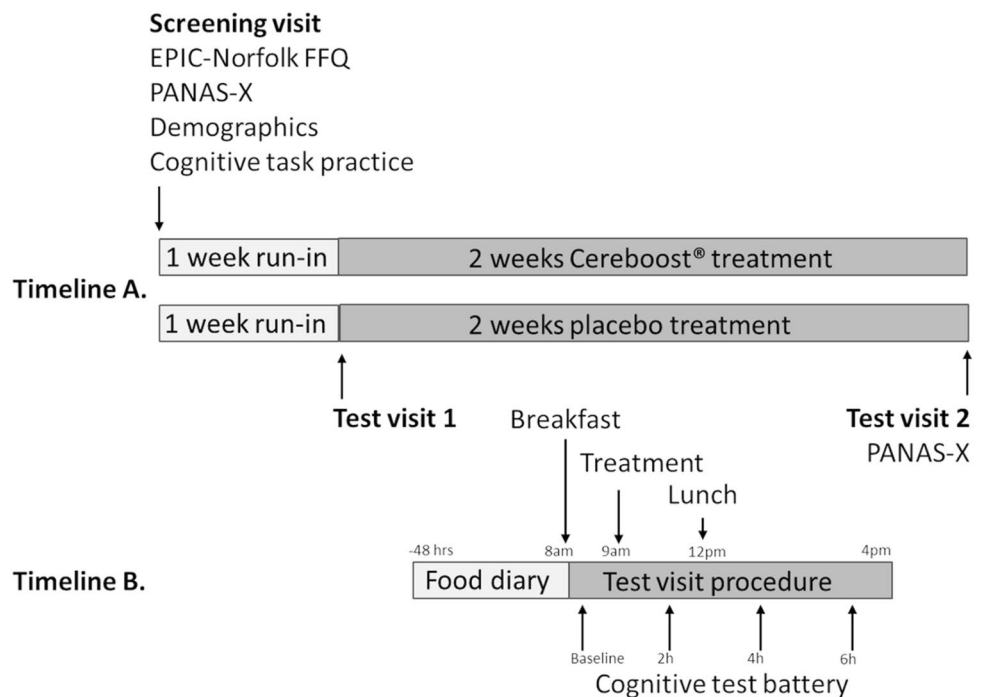 Screening visit
EPIC-Norfolk FFQ
PANAS-X
Demographics
Cognitive task practice
1 week run-in
2 weeks Cereboost® treatment
Timeline A.
1 week run-in
2 weeks placebo treatment
Test visit 1
Breakfast
Test visit 2
PANAS-X
Treatment
Lunch
-48 hrs 8am 9am 12pm 4pm
Timeline B.
Food diary
Test visit procedure
Baseline 2h 4h 6h
Cognitive test battery